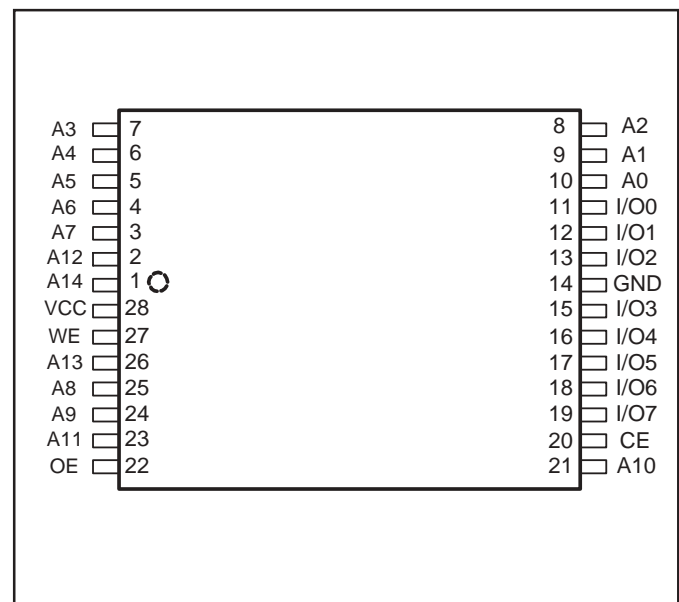 A3 7 8 A2
A4 6 9 A1
A5 5 10 A0
A6 4 11 I/O0
A7 3 12 I/O1
A12 2 13 I/O2
A14 1 14 GND
VCC 28 15 I/O3
WE 27 16 I/O4
A13 26 17 I/O5
A8 25 18 I/O6
A9 24 19 I/O7
A11 23 20 CE
OE 22 21 A10